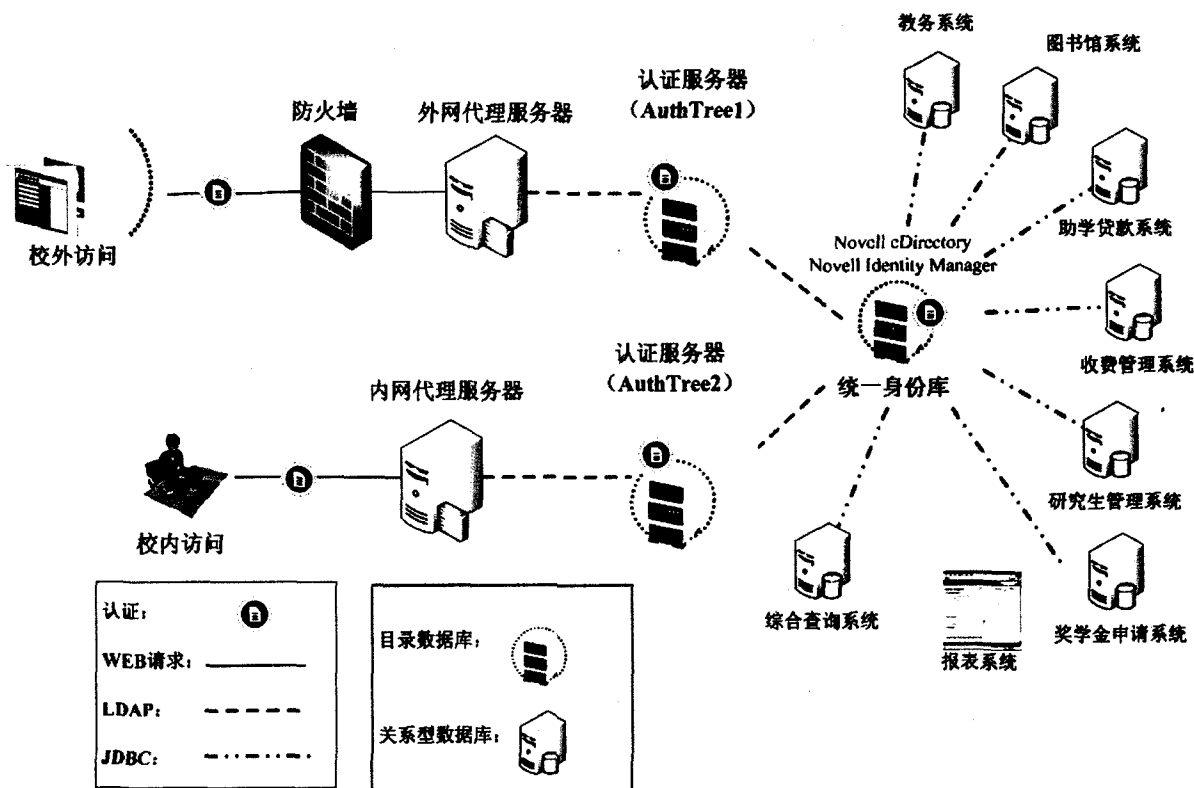 教务系统
图书馆系统
认证服务器
（AuthTree1）
防火墙
外网代理服务器
助学贷款系统
校外访问
Novell eDirectory
Novell Identity Manager
认证服务器
（AuthTree2）
收费管理系统
内网代理服务器
统一身份库
研究生管理系统
校内访问
综合查询系统
报表系统
奖学金申请系统
认证：
WEB请求：
LDAP：
JDBC：
目录数据库：
关系型数据库：